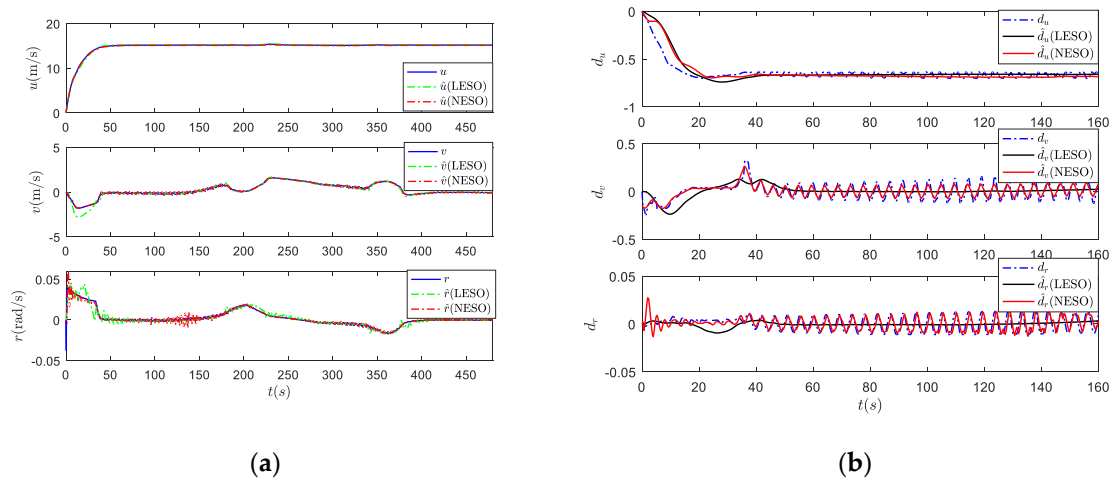 20
10
0
u(m/s)
u
û(LESO)
û(NESO)
0 50 100 150 200 250 300 350 400 450
5
0
-5
v(m/s)
v
v̂(LESO)
v̂(NESO)
0 50 100 150 200 250 300 350 400 450
0.05
0
-0.05
r(rad/s)
r
r̂(LESO)
r̂(NESO)
0 50 100 150 200 250 300 350 400 450
t(s)
(a)
0
-0.5
-1
d_u
d_u
d̂_u(LESO)
d̂_u(NESO)
0 20 40 60 80 100 120 140 160
0.5
0
-0.5
d_v
d_v
d̂_v(LESO)
d̂_v(NESO)
0 20 40 60 80 100 120 140 160
0.05
0
-0.05
d_r
d_r
d̂_r(LESO)
d̂_r(NESO)
0 20 40 60 80 100 120 140 160
t(s)
(b)